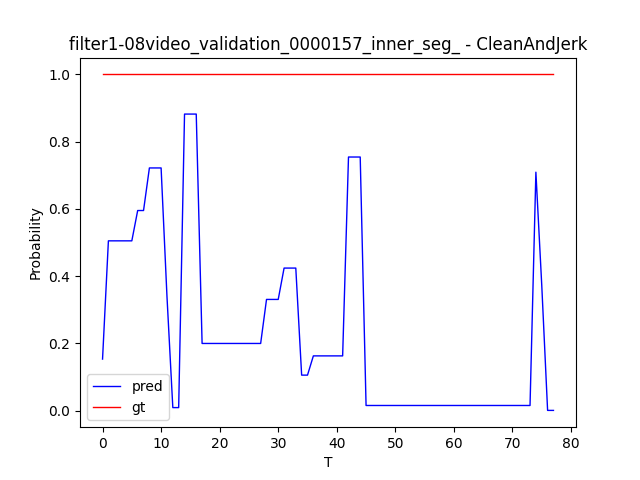 filter1-08video_validation_0000157_inner_seg_ - CleanAndJerk
1.0
0.8
0.6
0.4
0.2
0.0
Probability
pred
gt
0 10 20 30 40 50 60 70 80
T